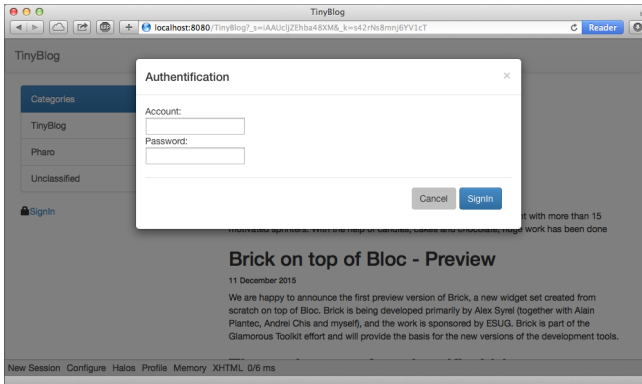 TinyBlog
localhost:8080/TinyBlog?_s=iAAUcljZEhba48XM&_k=s42rNs8mnj6YV1cT
Reader
TinyBlog
Authentification
×
Categories
Account:
TinyBlog
Password:
Pharo
Unclassified
Cancel
SignIn
SignIn
nt with more than 15
motivated sprinters. With the help of candies, cakes and chocolate, huge work has been done
Brick on top of Bloc - Preview
11 December 2015
We are happy to announce the first preview version of Brick, a new widget set created from
scratch on top of Bloc. Brick is being developed primarily by Alex Syrel (together with Alain
Plantec, Andrei Chis and myself), and the work is sponsored by ESUG. Brick is part of the
Glamorous Toolkit effort and will provide the basis for the new versions of the development tools.
New Session Configure Halos Profile Memory XHTML 0/6 ms